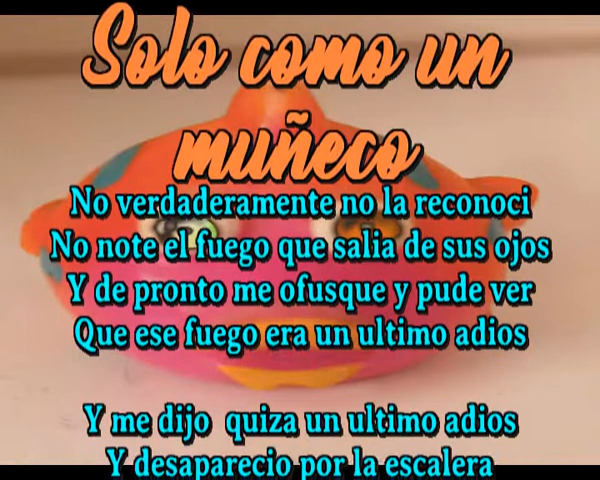 Solo como un
muñeco
No verdaderamente no la reconoci
No note el fuego que salia de sus ojos
Y de pronto me ofusque y pude ver
Que ese fuego era un ultimo adios
Y me dijo quiza un ultimo adios
Y desaparecio por la escalera